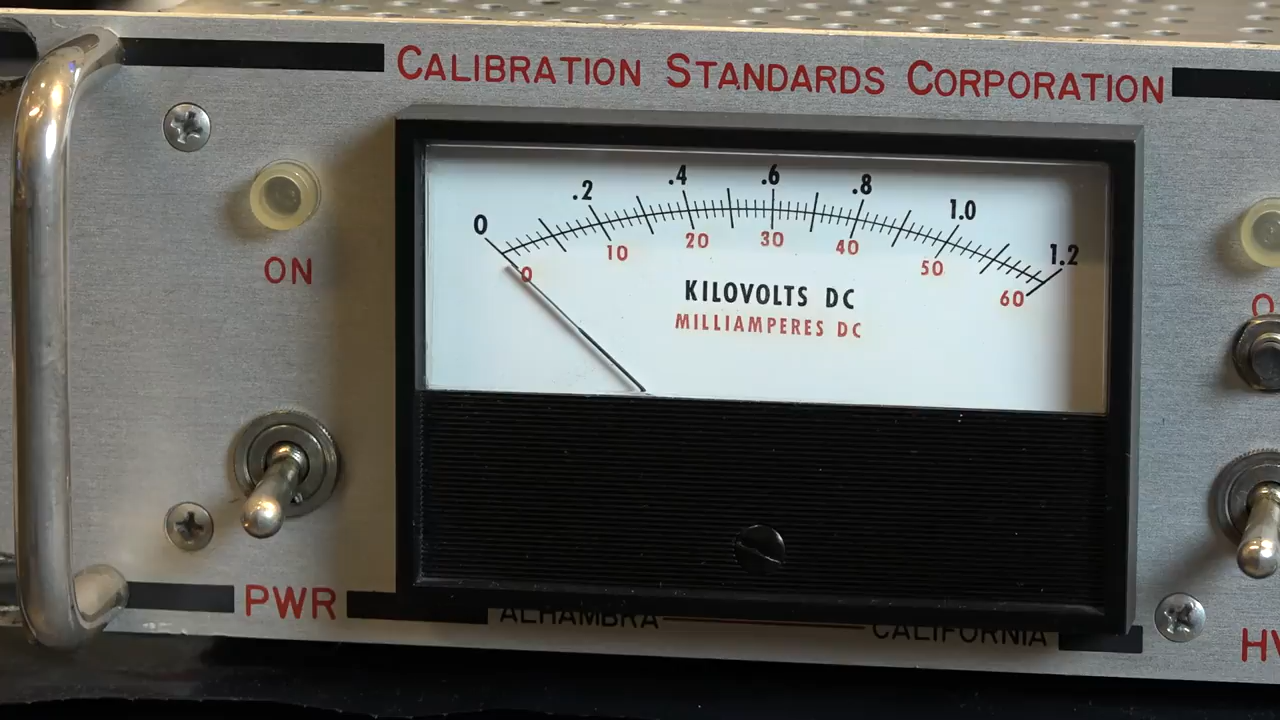 CALIBRATION STANDARDS CORPORATION
0 .2 .4 .6 .8 1.0 1.2
0 10 20 30 40 50 60
KILOVOLTS DC
MILLIAMPERES DC
ON
PWR
ALHAMBRA CALIFORNIA